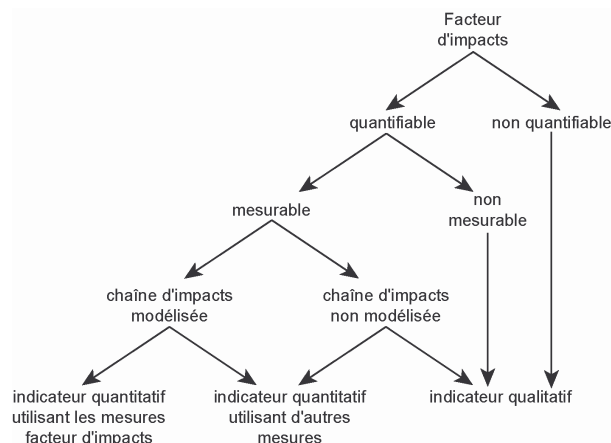 Facteur
d'impacts
quantifiable
non quantifiable
mesurable
non
mesurable
chaîne d'impacts
modélisée
chaîne d'impacts
non modélisée
indicateur quantitatif
utilisant les mesures
facteur d'impacts
indicateur quantitatif
utilisant d'autres
mesures
indicateur qualitatif